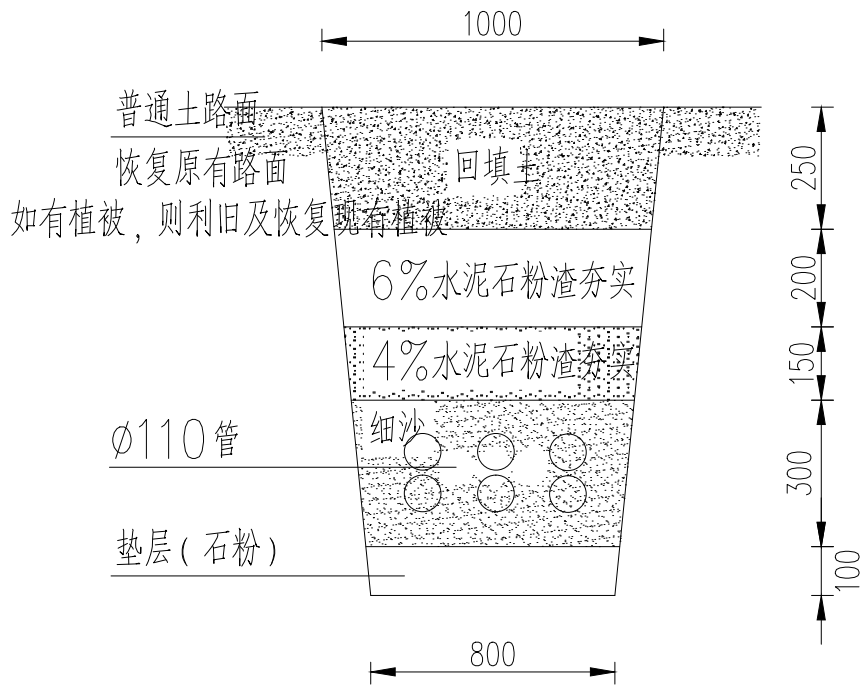 1000
普通土路面
恢复原有路面
如有植被，则利旧及恢复现有植被
回填土
250
6%水泥石粉渣夯实
200
4%水泥石粉渣夯实
150
细沙
Ø110管
300
垫层(石粉)
100
800